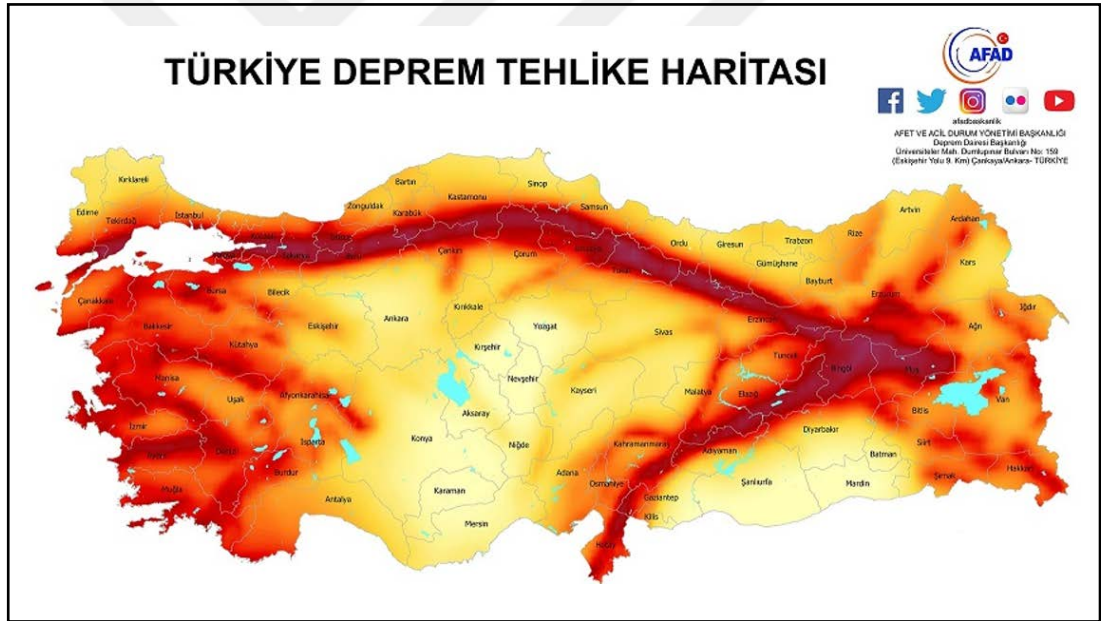 TÜRKİYE DEPREM TEHLİKE HARİTASI
AFAD
afadbaskanlik
AFET VE ACİL DURUM YÖNETİMİ BAŞKANLIĞI
Deprem Dairesi Başkanlığı
Üniversiteler Mah. Dumlupınar Bulvarı No: 159
(Eskişehir Yolu 9. Km) Çankaya/Ankara- TÜRKİYE
Kırklareli
Edirne
Tekirdağ
İstanbul
Zonguldak
Bartın
Karabük
Kastamonu
Sinop
Samsun
Ordu
Giresun
Trabzon
Rize
Artvin
Ardahan
Kars
Gümüşhane
Bayburt
Erzurum
Iğdır
Ağrı
Çankırı
Çorum
Tokat
Çanakkale
Bursa
Bilecik
Eskişehir
Ankara
Kırıkkale
Yozgat
Sivas
Erzincan
Balıkesir
Kütahya
Kırşehir
Nevşehir
Kayseri
Malatya
Elazığ
Tunceli
Bingöl
Muş
Bitlis
Van
Manisa
Uşak
Afyonkarahisar
Aksaray
İzmir
Aydın
Denizli
Isparta
Burdur
Konya
Niğde
Kahramanmaraş
Adıyaman
Diyarbakır
Batman
Siirt
Şırnak
Hakkari
Muğla
Antalya
Karaman
Mersin
Adana
Osmaniye
Gaziantep
Kilis
Şanlıurfa
Mardin
Hatay